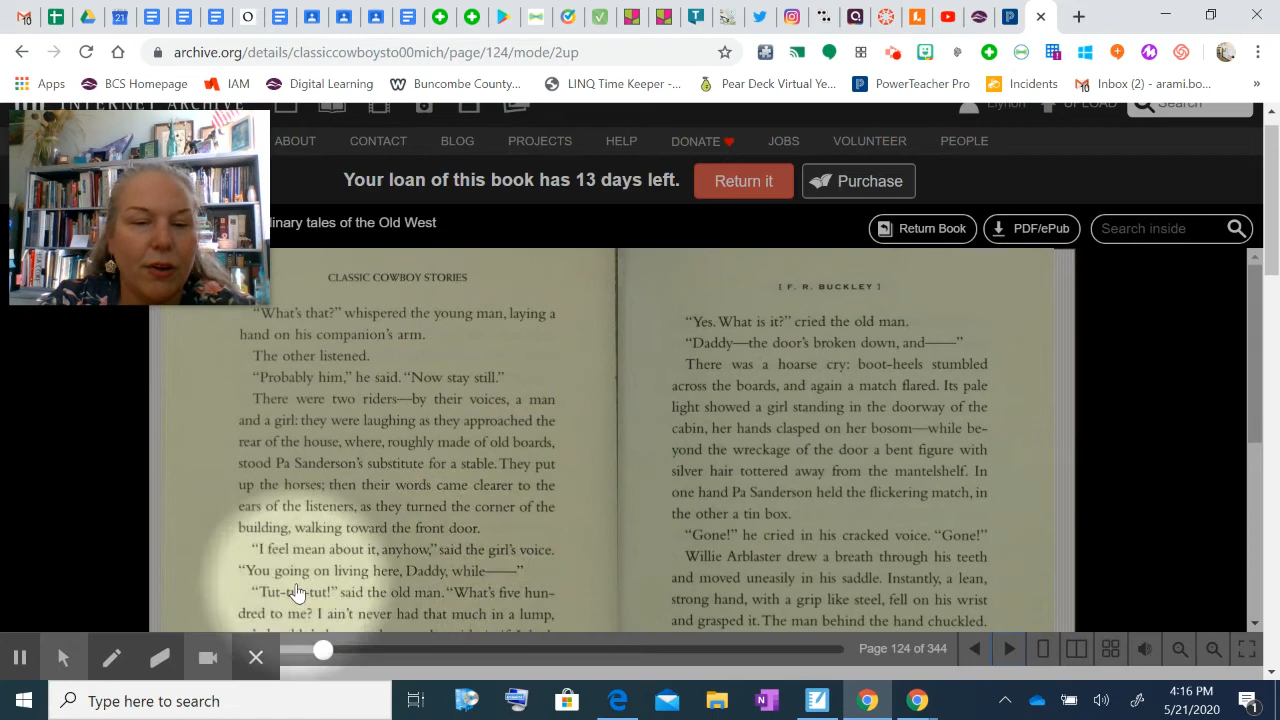 21
archive.org/details/classiccowboysto00mich/page/124/mode/2up
Apps
BCS Homepage
IAM
Digital Learning
Buncombe County...
LINQ Time Keeper -...
Pear Deck Virtual Ye...
PowerTeacher Pro
Incidents
Inbox (2) - arami.bo...
»
INTERNET ARCHIVE
UPLOAD
Search
ABOUT
CONTACT
BLOG
PROJECTS
HELP
DONATE
JOBS
VOLUNTEER
PEOPLE
Your loan of this book has 13 days left.
Return it
Purchase
dinary tales of the Old West
Return Book
PDF/ePub
Search inside
CLASSIC COWBOY STORIES
“What’s that?” whispered the young man, laying a
hand on his companion’s arm.
The other listened.
“Probably him,” he said. “Now stay still.”
There were two riders—by their voices, a man
and a girl: they were laughing as they approached the
rear of the house, where, roughly made of old boards,
stood Pa Sanderson’s substitute for a stable. They put
up the horses; then their words came clearer to the
ears of the listeners, as they turned the corner of the
building, walking toward the front door.
“I feel mean about it, anyhow,” said the girl’s voice.
“You going on living here, Daddy, while——”
“Tut-tut-tut!” said the old man. “What’s five hun-
dred to me? I ain’t never had that much in a lump,
[ F. R. BUCKLEY ]
“Yes. What is it?” cried the old man.
“Daddy—the door’s broken down, and——”
There was a hoarse cry: boot-heels stumbled
across the boards, and again a match flared. Its pale
light showed a girl standing in the doorway of the
cabin, her hands clasped on her bosom—while be-
yond the wreckage of the door a bent figure with
silver hair tottered away from the mantelshelf. In
one hand Pa Sanderson held the flickering match, in
the other a tin box.
“Gone!” he cried in his cracked voice. “Gone!”
Willie Arblaster drew a breath through his teeth
and moved uneasily in his saddle. Instantly, a lean,
strong hand, with a grip like steel, fell on his wrist
and grasped it. The man behind the hand chuckled.
Page 124 of 344
Type here to search
4:16 PM
5/21/2020
1